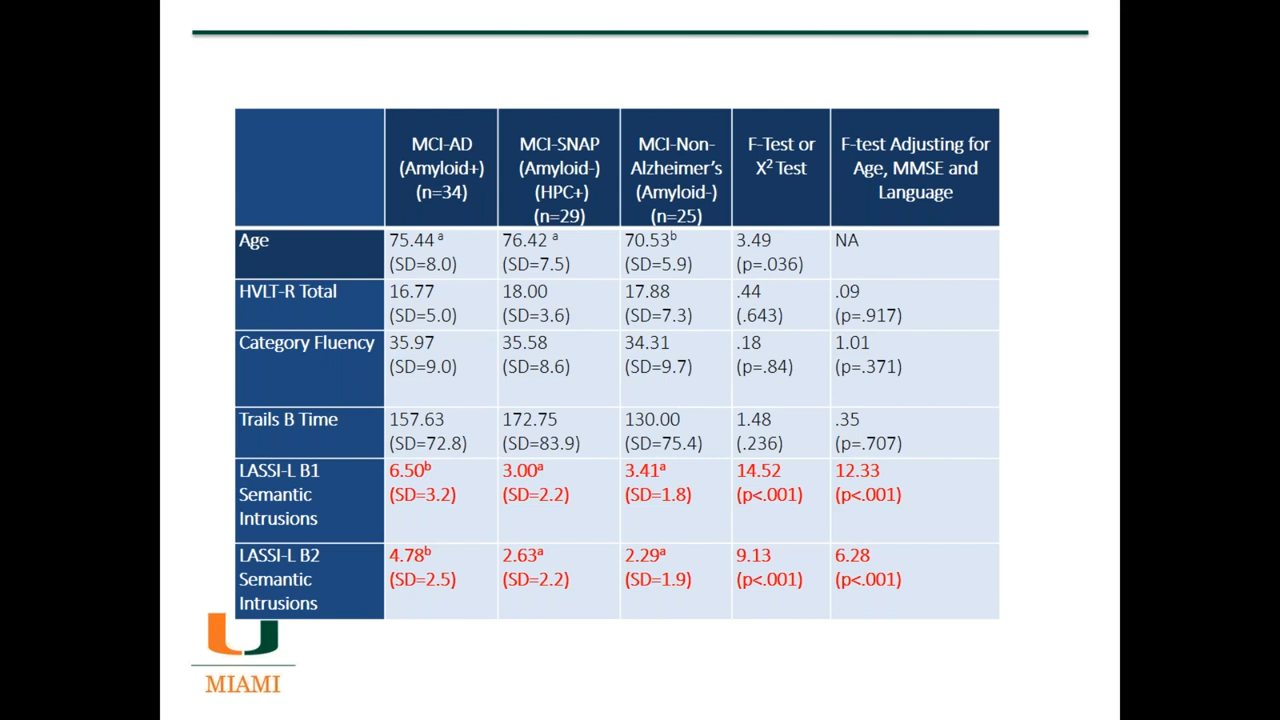 MCI-AD
(Amyloid+)
(n=34)
MCI-SNAP
(Amyloid-)
(HPC+)
(n=29)
MCI-Non-
Alzheimer's
(Amyloid-)
(n=25)
F-Test or
X² Test
F-test Adjusting for
Age, MMSE and
Language
Age
75.44 ᵃ
(SD=8.0)
76.42 ᵃ
(SD=7.5)
70.53ᵇ
(SD=5.9)
3.49
(p=.036)
NA
HVLT-R Total
16.77
(SD=5.0)
18.00
(SD=3.6)
17.88
(SD=7.3)
.44
(.643)
.09
(p=.917)
Category Fluency
35.97
(SD=9.0)
35.58
(SD=8.6)
34.31
(SD=9.7)
.18
(p=.84)
1.01
(p=.371)
Trails B Time
157.63
(SD=72.8)
172.75
(SD=83.9)
130.00
(SD=75.4)
1.48
(.236)
.35
(p=.707)
LASSI-L B1
Semantic
Intrusions
6.50ᵇ
(SD=3.2)
3.00ᵃ
(SD=2.2)
3.41ᵃ
(SD=1.8)
14.52
(p<.001)
12.33
(p<.001)
LASSI-L B2
Semantic
Intrusions
4.78ᵇ
(SD=2.5)
2.63ᵃ
(SD=2.2)
2.29ᵃ
(SD=1.9)
9.13
(p<.001)
6.28
(p<.001)
MIAMI